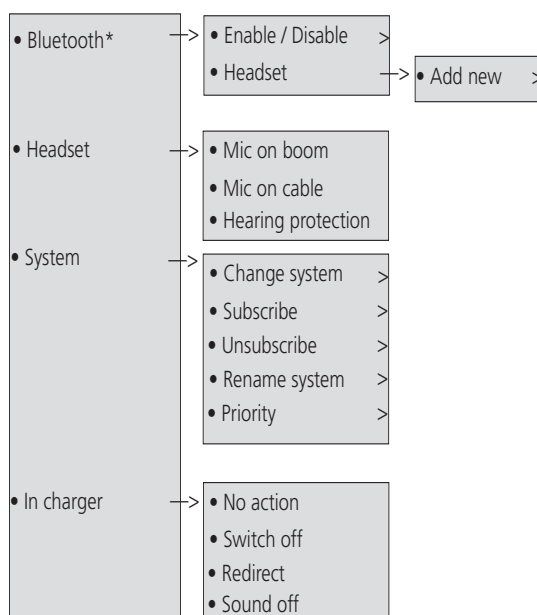 • Bluetooth*
• Enable / Disable >
• Headset
• Add new >
• Headset
• Mic on boom
• Mic on cable
• Hearing protection
• System
• Change system >
• Subscribe >
• Unsubscribe >
• Rename system >
• Priority >
• In charger
• No action
• Switch off
• Redirect
• Sound off